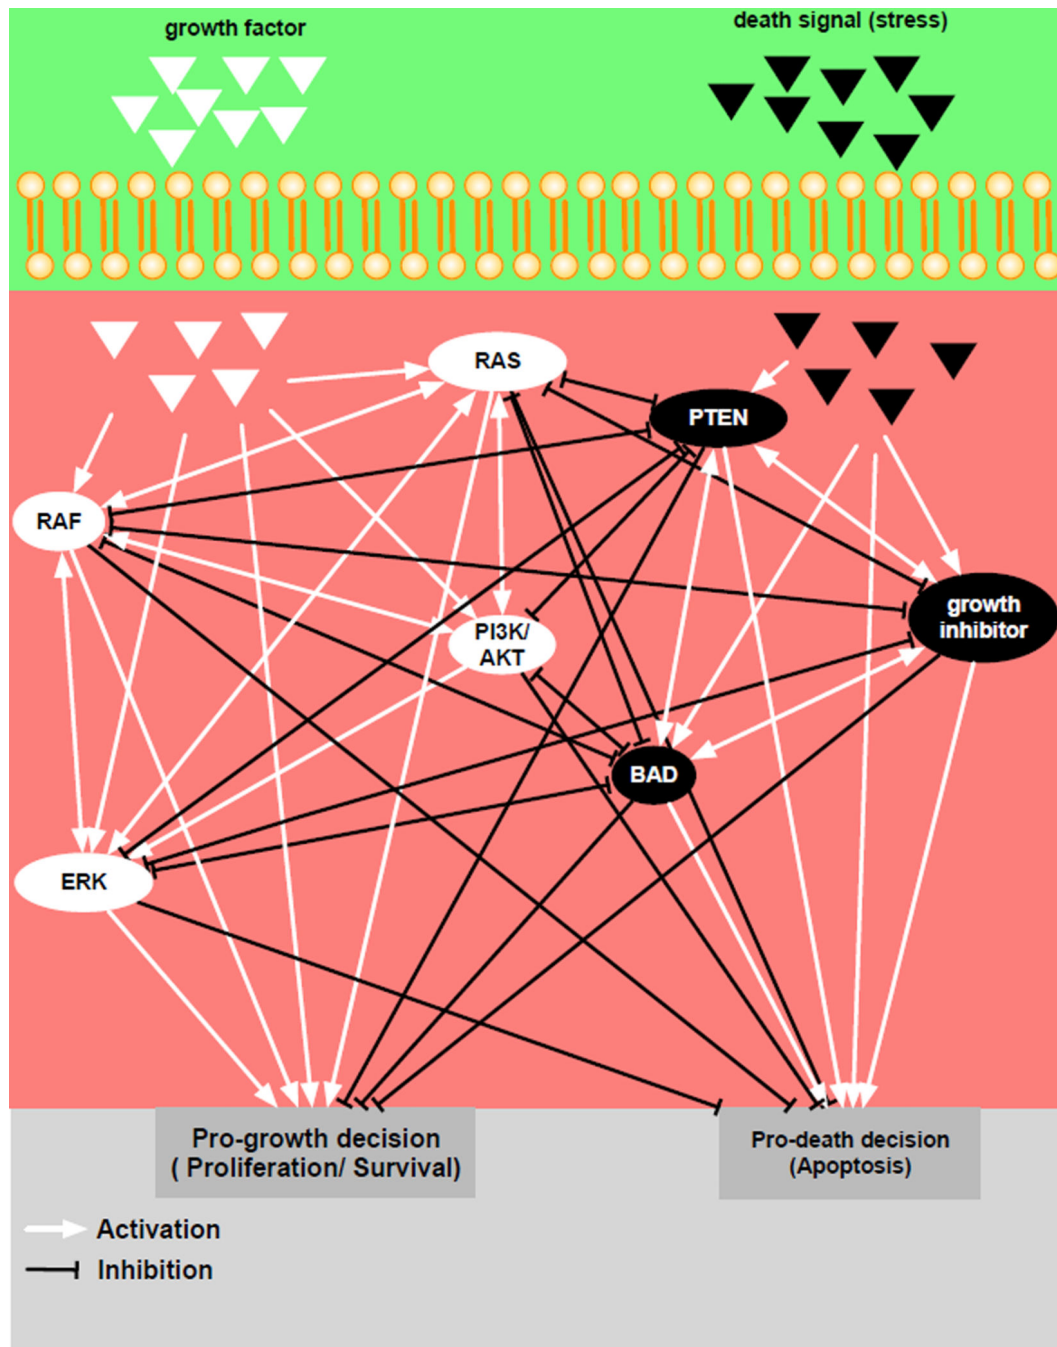 growth factor
death signal (stress)
RAS
PTEN
RAF
growth
inhibitor
PI3K/
AKT
BAD
ERK
Pro-growth decision
( Proliferation/ Survival)
Pro-death decision
(Apoptosis)
Activation
Inhibition